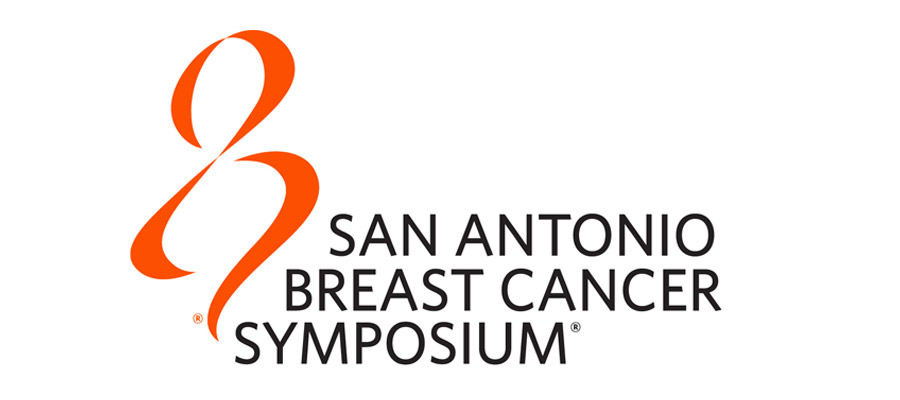 SAN ANTONIO
BREAST CANCER
®
SYMPOSIUM®